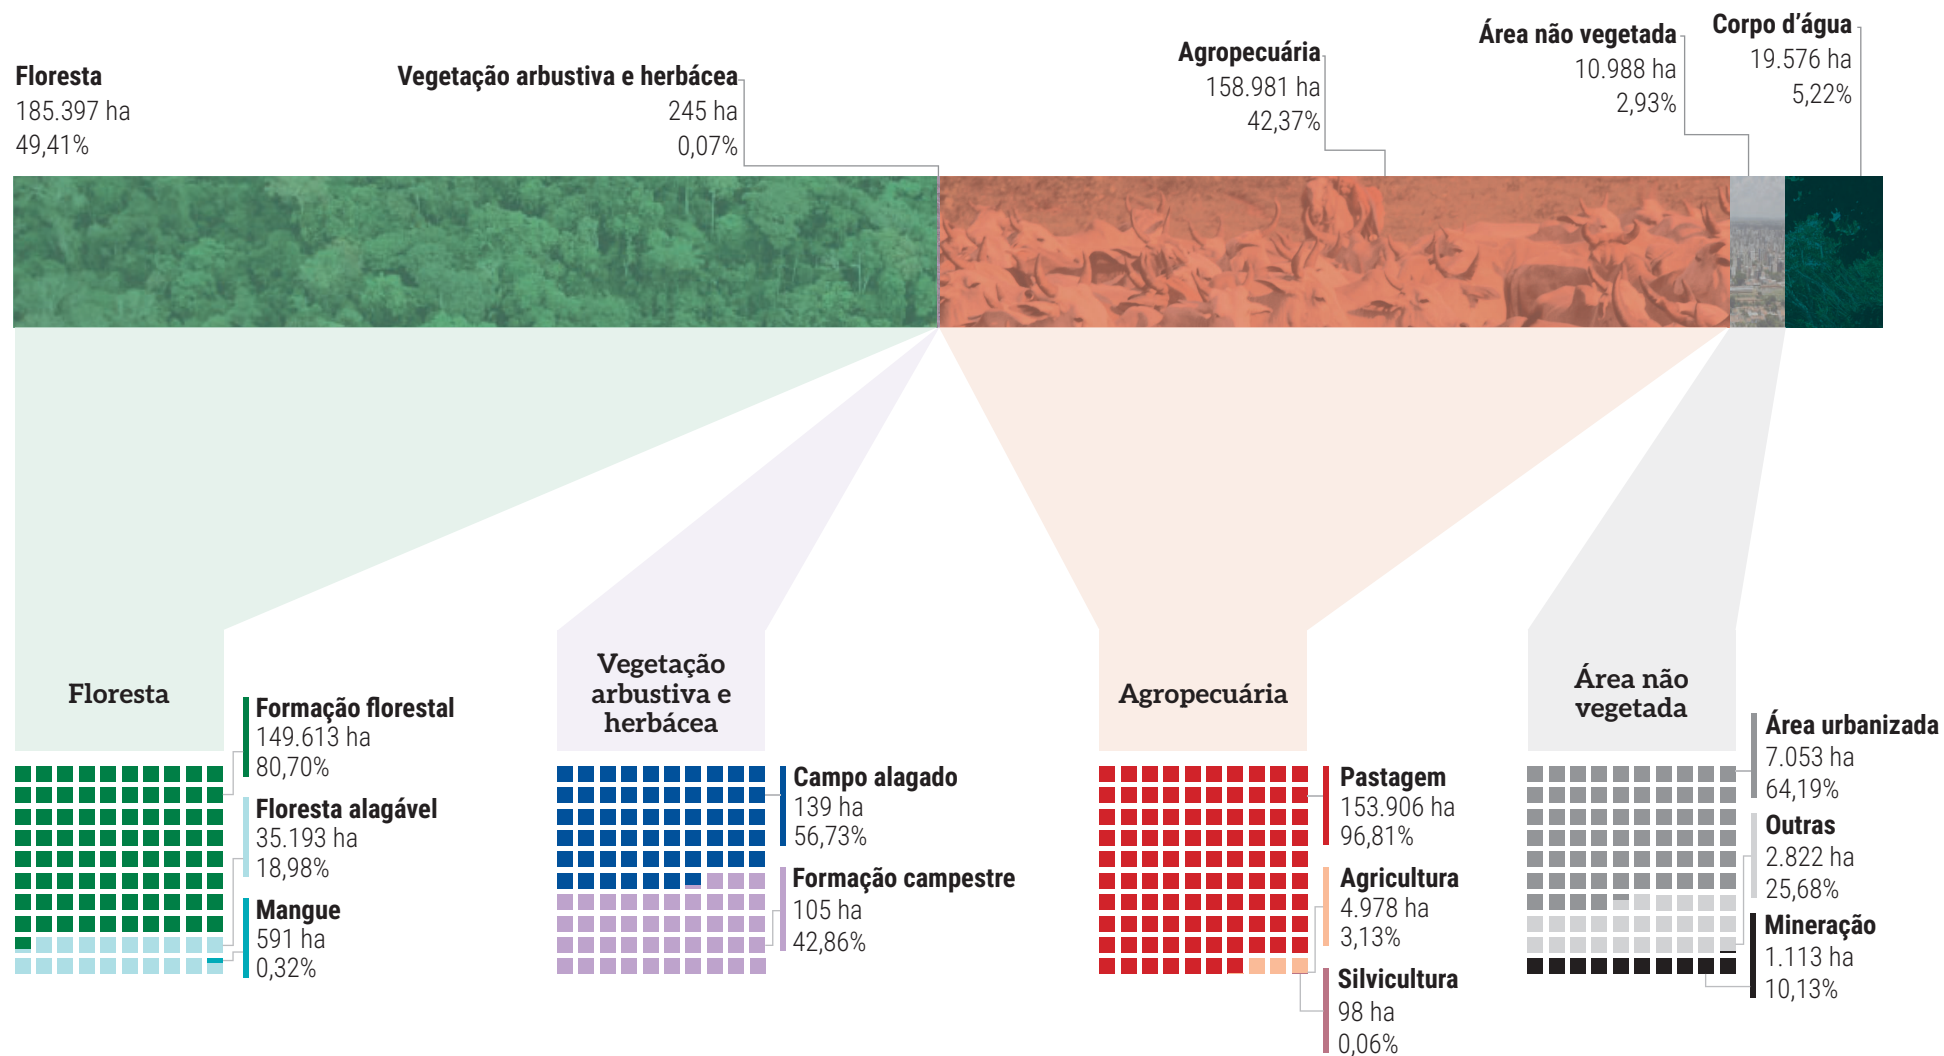 Floresta
185.397 ha
49,41%
Vegetação arbustiva e herbácea
245 ha
0,07%
Agropecuária
158.981 ha
42,37%
Área não vegetada
10.988 ha
2,93%
Corpo d’água
19.576 ha
5,22%
Floresta
Formação florestal
149.613 ha
80,70%
Floresta alagável
35.193 ha
18,98%
Mangue
591 ha
0,32%
Vegetação
arbustiva e
herbácea
Campo alagado
139 ha
56,73%
Formação campestre
105 ha
42,86%
Agropecuária
Pastagem
153.906 ha
96,81%
Agricultura
4.978 ha
3,13%
Silvicultura
98 ha
0,06%
Área não
vegetada
Área urbanizada
7.053 ha
64,19%
Outras
2.822 ha
25,68%
Mineração
1.113 ha
10,13%